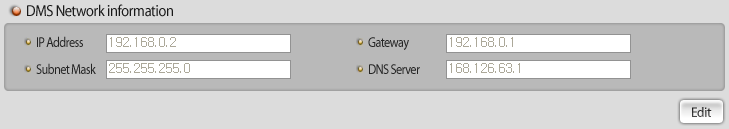 DMS Network information
IP Address 192.168.0.2 Gateway 192.168.0.1
Subnet Mask 255.255.255.0 DNS Server 168.126.63.1
Edit